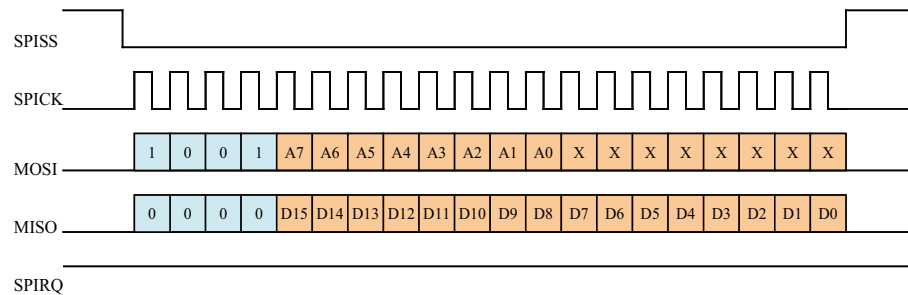 SPISS
SPICK
MOSI 1 0 0 1 A7 A6 A5 A4 A3 A2 A1 A0 X X X X X X X X
MISO 0 0 0 0 D15 D14 D13 D12 D11 D10 D9 D8 D7 D6 D5 D4 D3 D2 D1 D0
SPIRQ